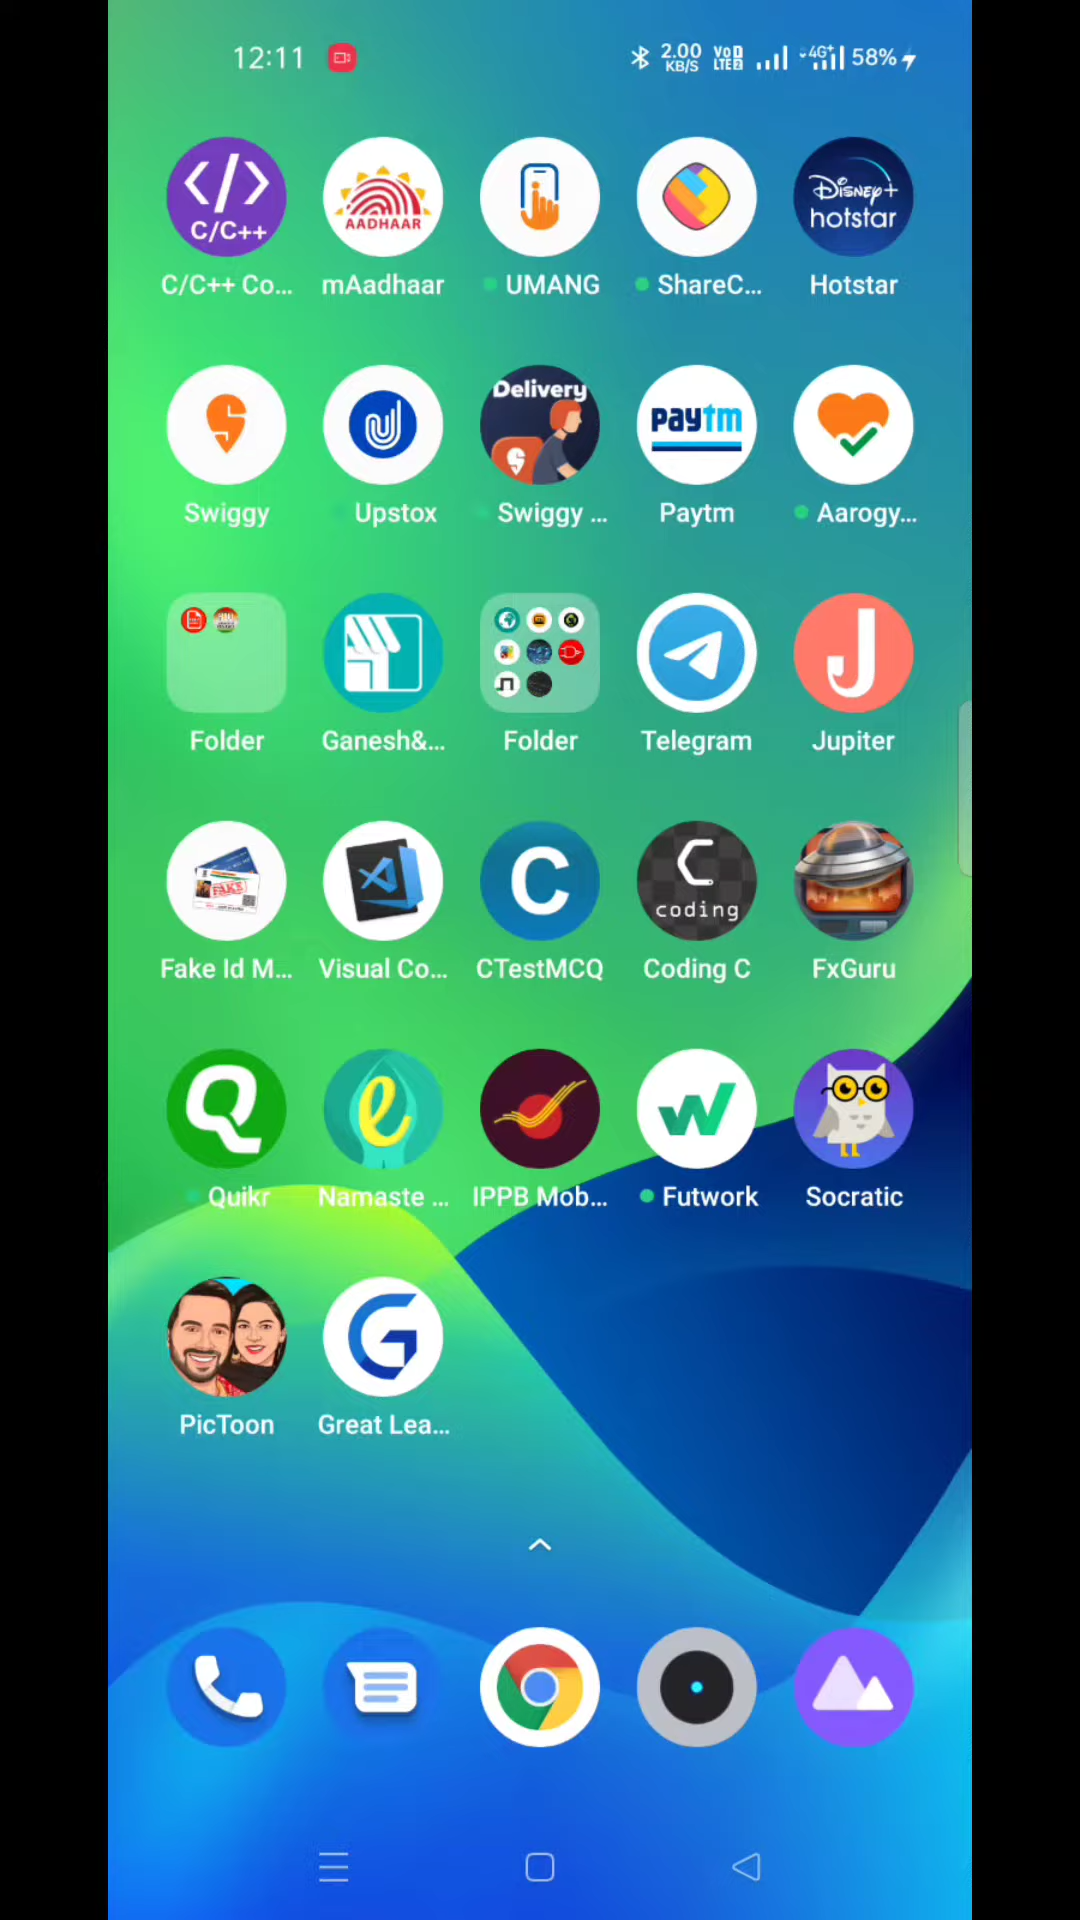 12:11 2.00 KB/S VoD LTE2 4G+ 58%
C/C++ AADHAAR Disney+ hotstar
C/C++ Co... mAadhaar UMANG ShareC... Hotstar
Delivery paytm
Swiggy Upstox Swiggy ... Paytm Aarogy...
J
Folder Ganesh&... Folder Telegram Jupiter
FAKE C C coding
Fake Id M... Visual Co... CTestMCQ Coding C FxGuru
Q e W
Quikr Namaste ... IPPB Mob... Futwork Socratic
G
PicToon Great Lea...